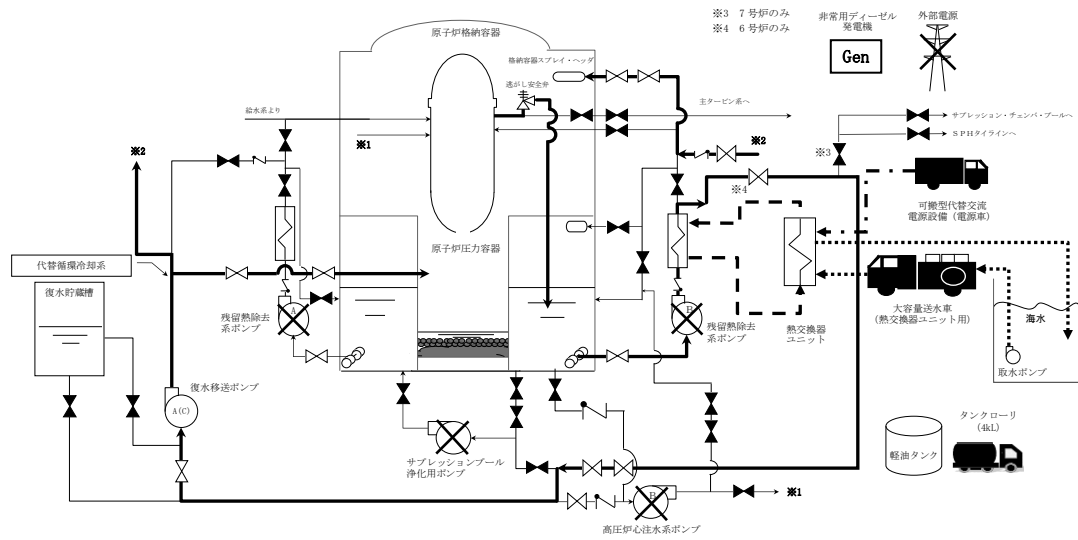 ※3 7号炉のみ
※4 6号炉のみ
非常用ディーゼル
発電機
外部電源
Gen
原子炉格納容器
格納容器スプレイ・ヘッダ
逃がし安全弁
給水系より
主タービン系へ
サプレッション・チェンバ・プールへ
SPHタイラインへ
※1
※2
※2
※3
※4
可搬型代替交流
電源設備(電源車)
原子炉圧力容器
代替循環冷却系
復水貯蔵槽
A
残留熱除去
系ポンプ
B
残留熱除去
系ポンプ
熱交換器
ユニット
大容量送水車
(熱交換器ユニット用)
海水
取水ポンプ
復水移送ポンプ
A(C)
サプレッションプール
浄化用ポンプ
軽油タンク
タンクローリ
(4kL)
B
※1
高圧炉心注水系ポンプ